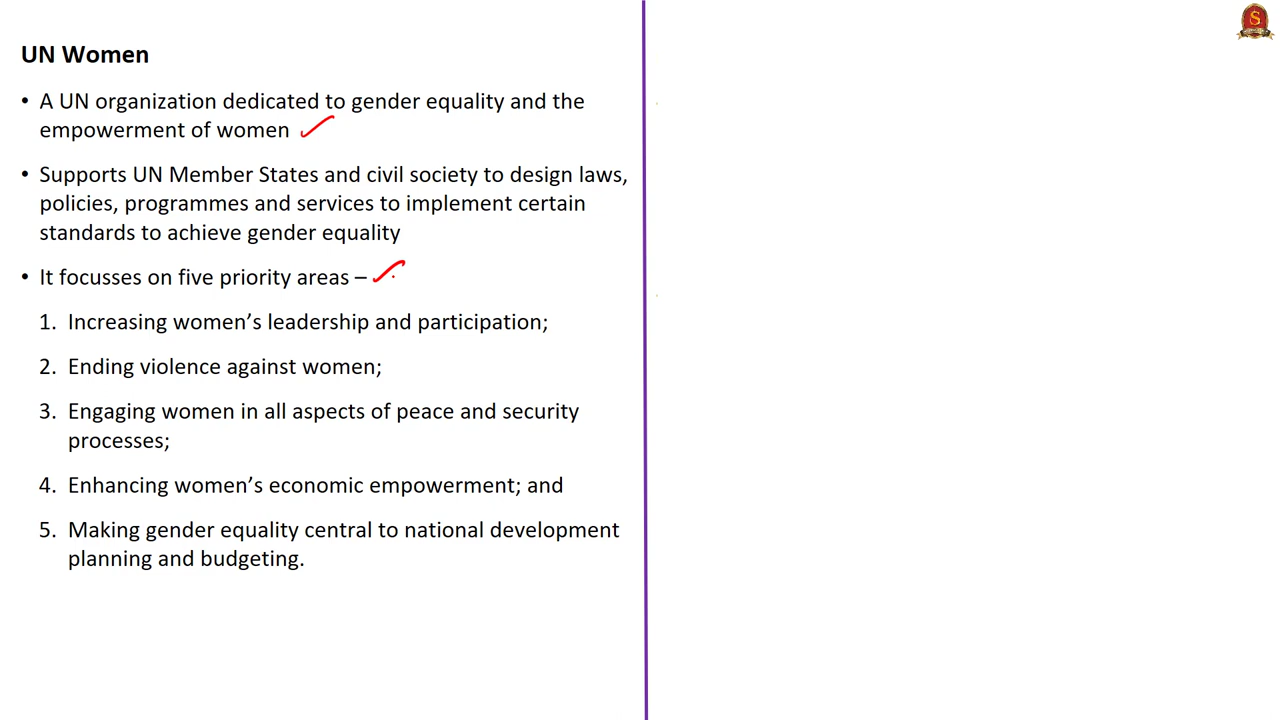 UN Women
• A UN organization dedicated to gender equality and the
empowerment of women
• Supports UN Member States and civil society to design laws,
policies, programmes and services to implement certain
standards to achieve gender equality
• It focusses on five priority areas –
1. Increasing women’s leadership and participation;
2. Ending violence against women;
3. Engaging women in all aspects of peace and security
processes;
4. Enhancing women’s economic empowerment; and
5. Making gender equality central to national development
planning and budgeting.
S